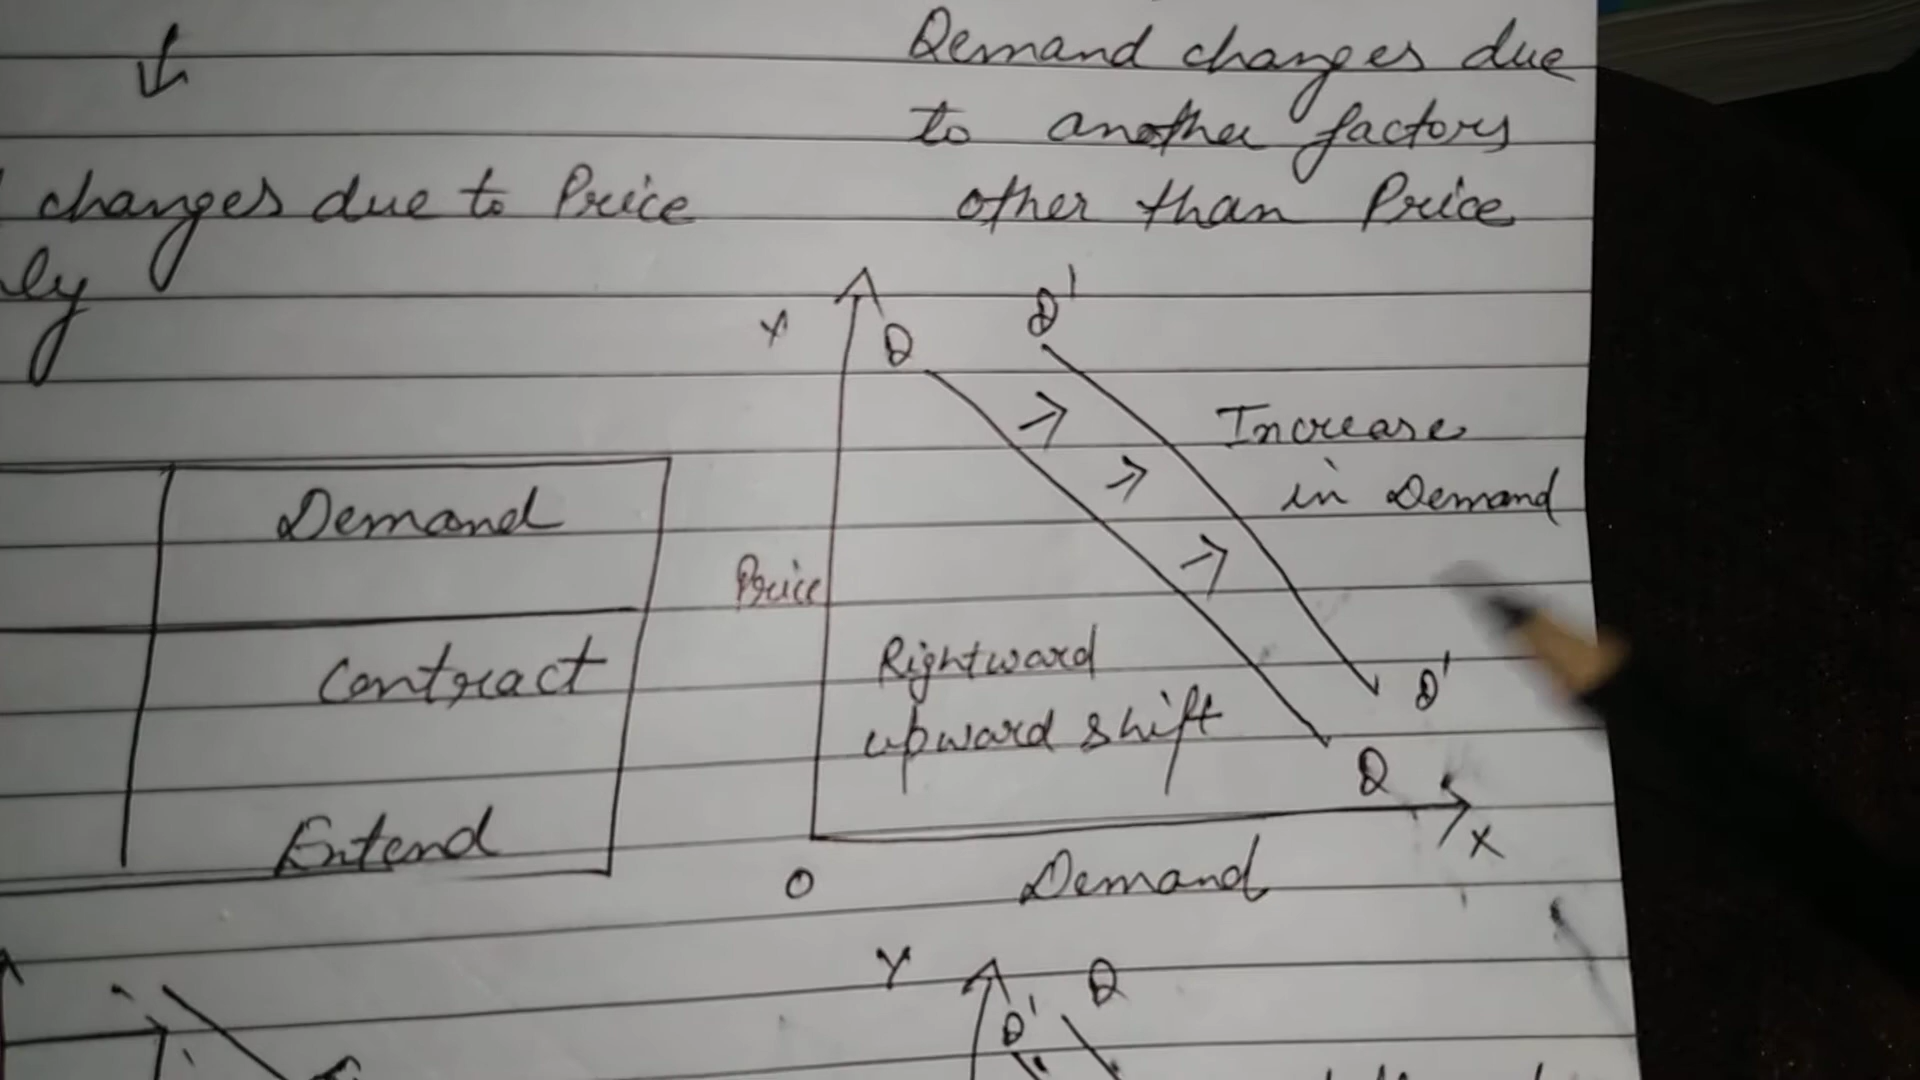 changes due to Price
Demand
Contract
Extend
Demand changes due
to another factors
other than Price
Y
D
D'
Increase
in Demand
Price
Rightward
upward shift
D'
D
X
O
Demand
Y
D
D'